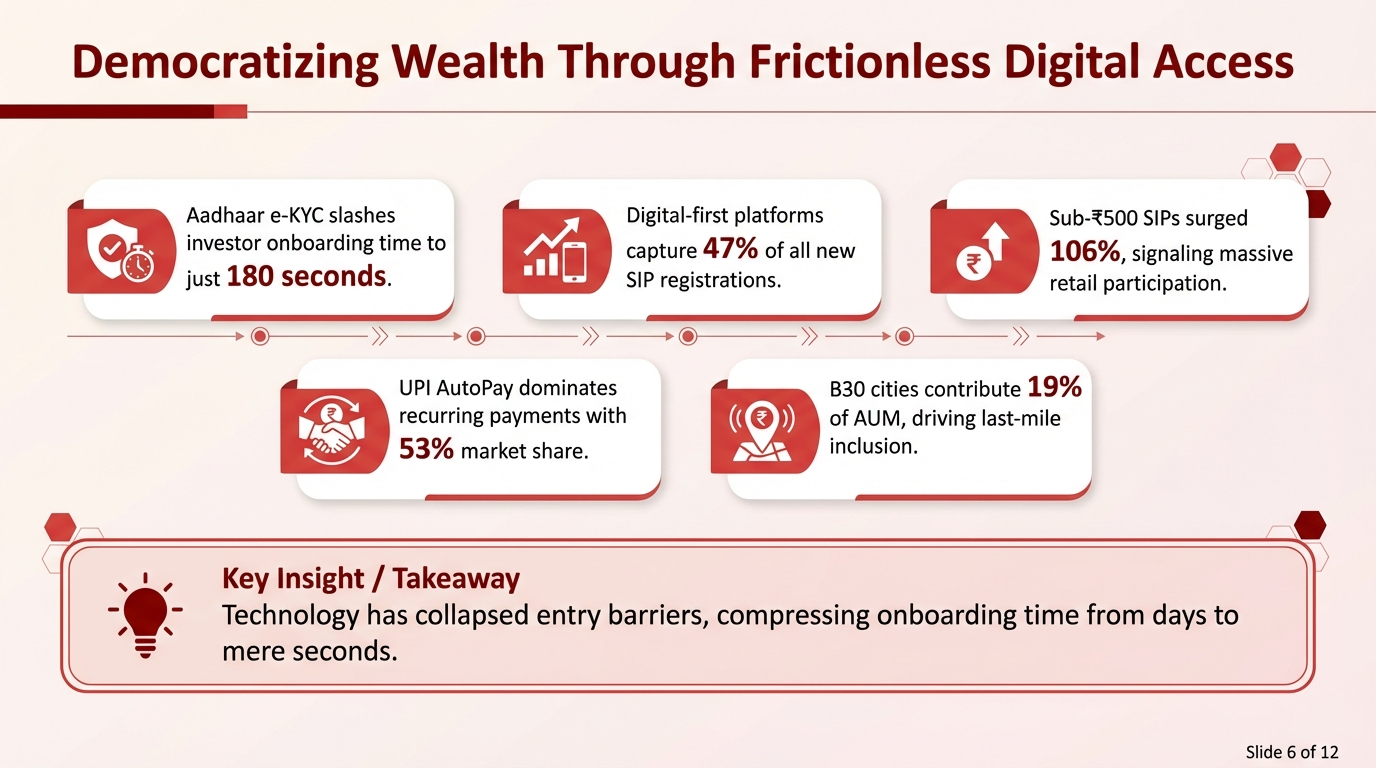 Democratizing Wealth Through Frictionless Digital Access
Aadhaar e-KYC slashes
investor onboarding time to
just 180 seconds.
Digital-first platforms
capture 47% of all new
SIP registrations.
Sub-₹500 SIPs surged
106%, signaling massive
retail participation.
UPI AutoPay dominates
recurring payments with
53% market share.
B30 cities contribute 19%
of AUM, driving last-mile
inclusion.
Key Insight / Takeaway
Technology has collapsed entry barriers, compressing onboarding time from days to
mere seconds.
Slide 6 of 12